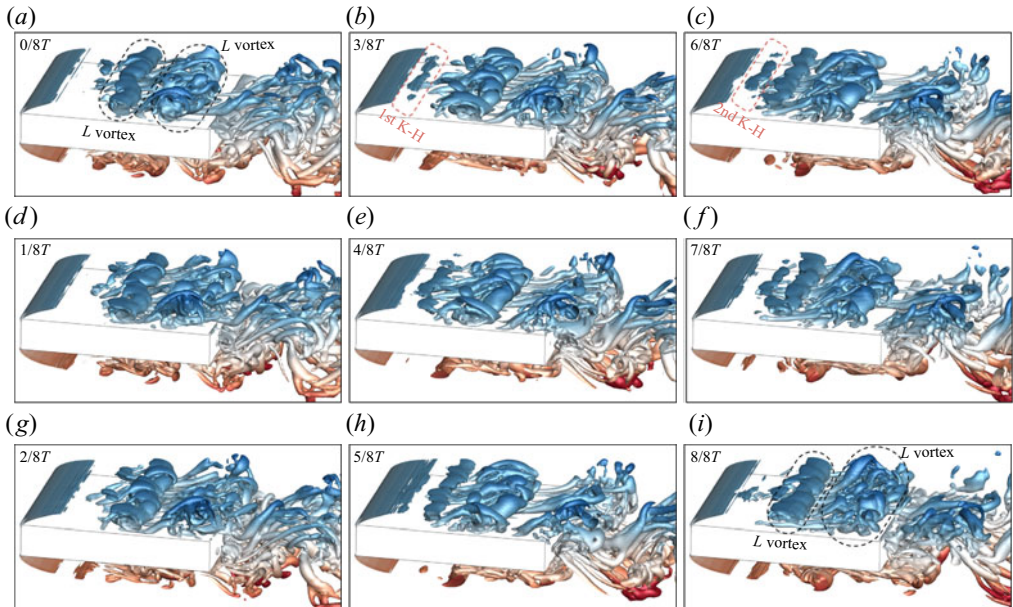 (a)
(b)
(c)
0/8T
L vortex
L vortex
3/8T
1st K-H
6/8T
2nd K-H
(d)
(e)
(f)
1/8T
4/8T
7/8T
(g)
(h)
(i)
2/8T
5/8T
8/8T
L vortex
L vortex